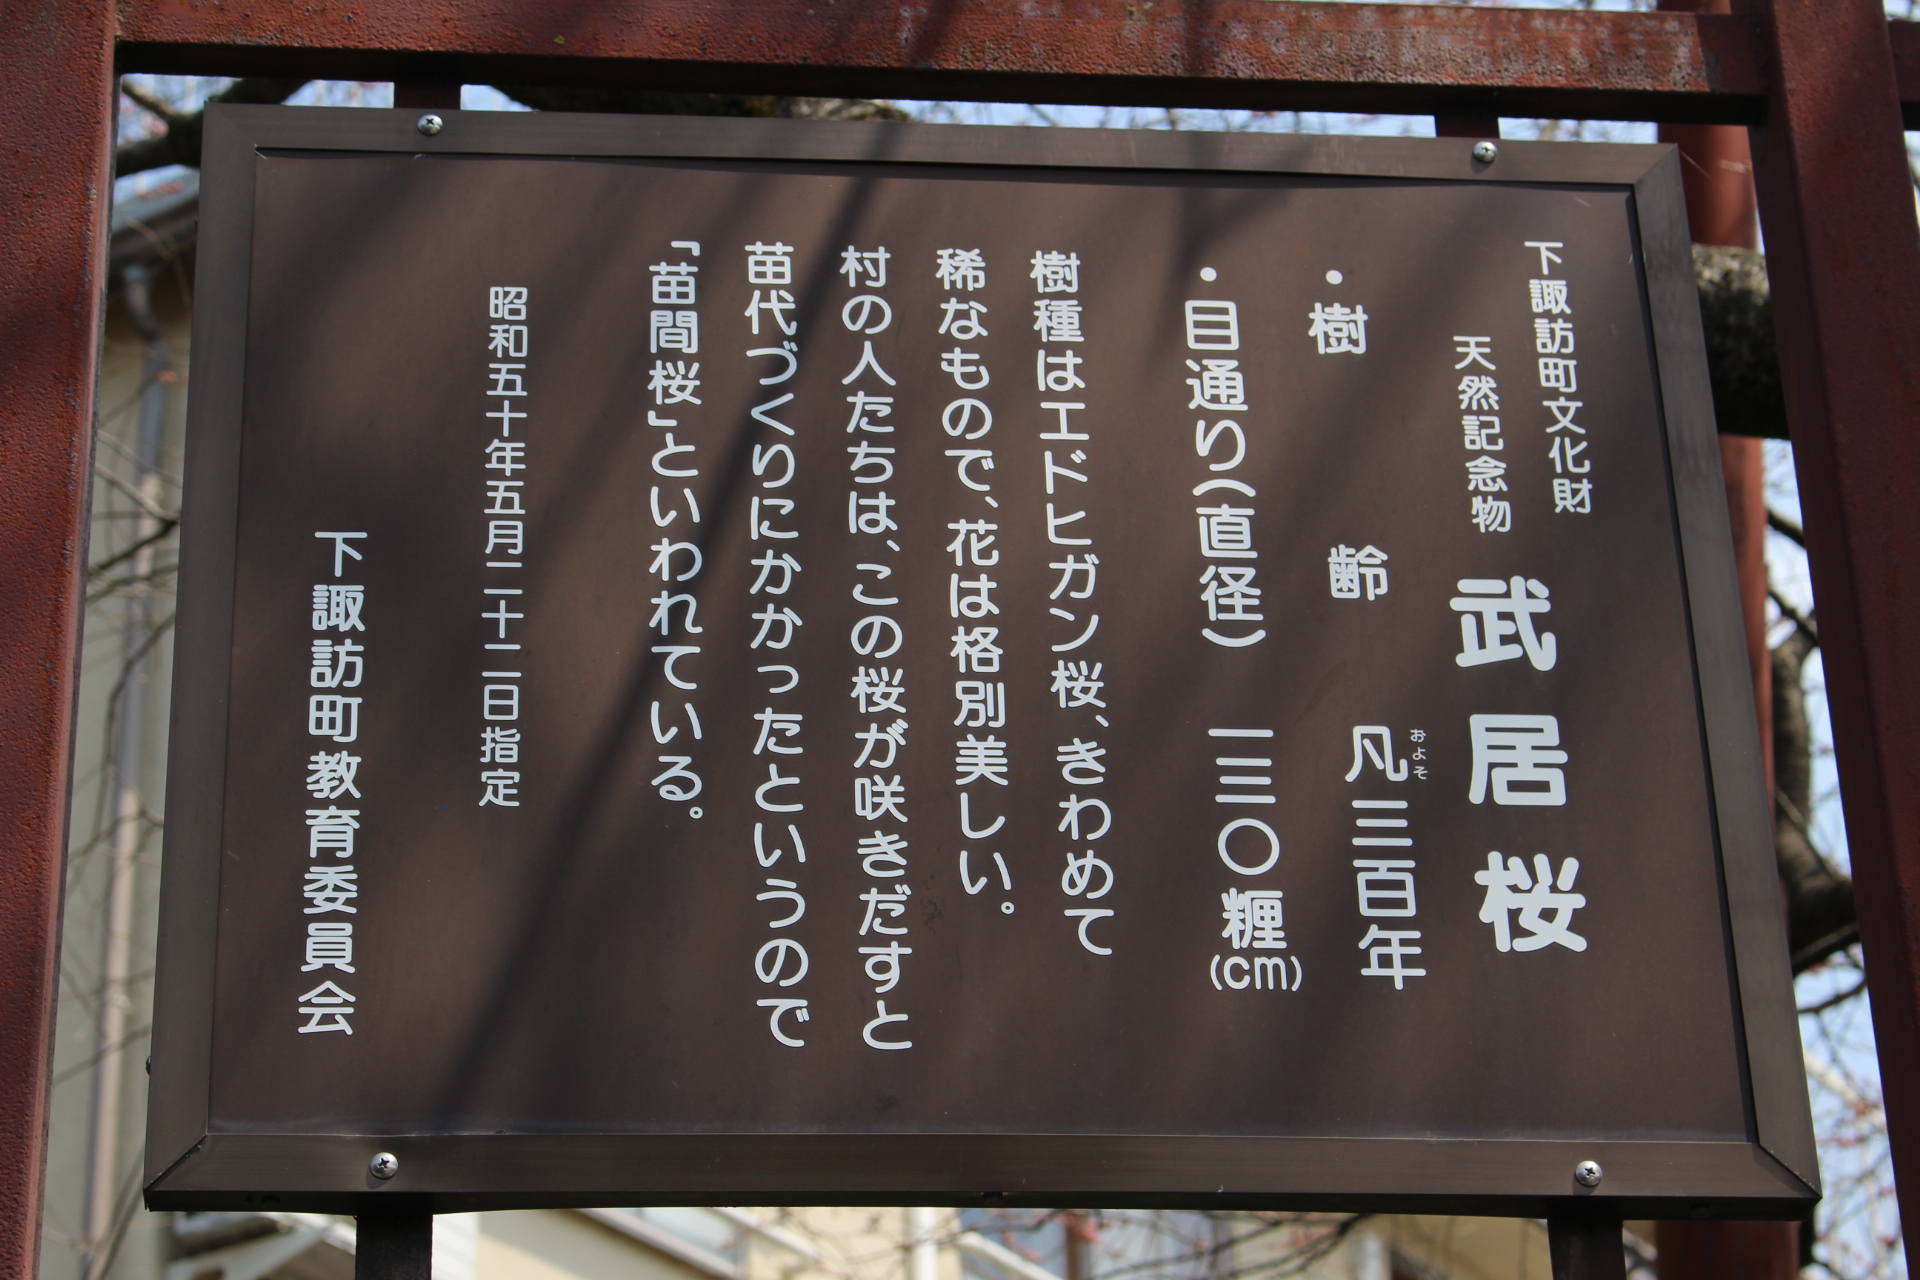 下諏訪町文化財
天然記念物
武居桜
・樹齢 凡三百年
およそ
・目通り(直径) 一三〇糎(cm)
樹種はエドヒガン桜、きわめて
稀なもので、花は格別美しい。
村の人たちは、この桜が咲きだすと
苗代づくりにかかったというので
「苗間桜」といわれている。
昭和五十年五月二十二日指定
下諏訪町教育委員会